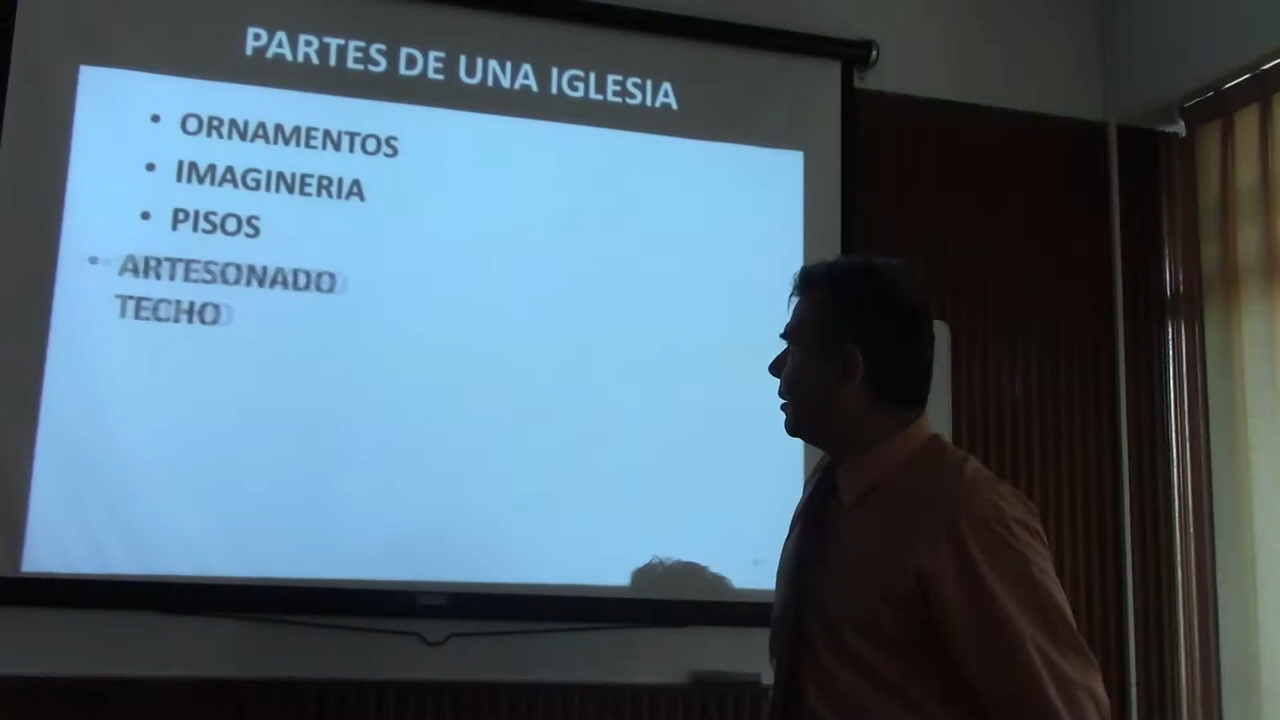 PARTES DE UNA IGLESIA
• ORNAMENTOS
• IMAGINERIA
• PISOS
• ARTESONADO
TECHO